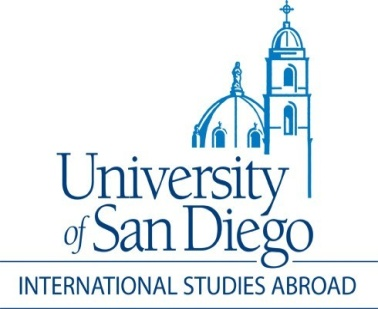 University
of San Diego
INTERNATIONAL STUDIES ABROAD